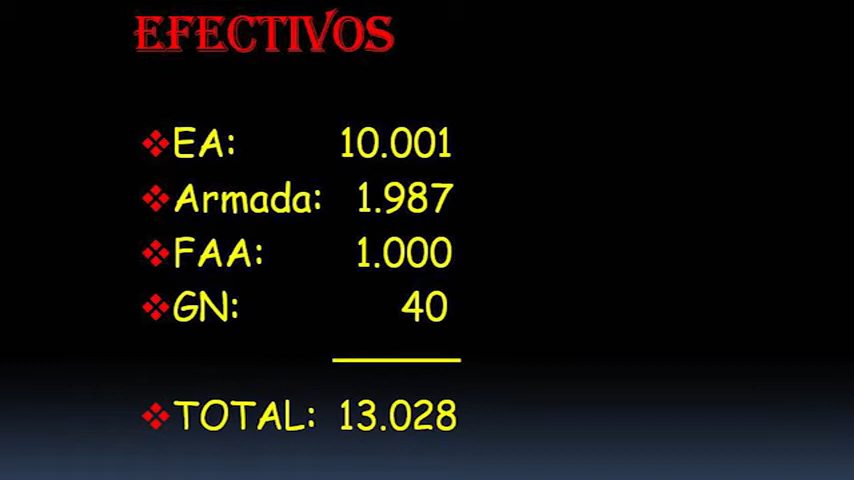 EFECTIVOS
EA: 10.001
Armada: 1.987
FAA: 1.000
GN: 40
TOTAL: 13.028